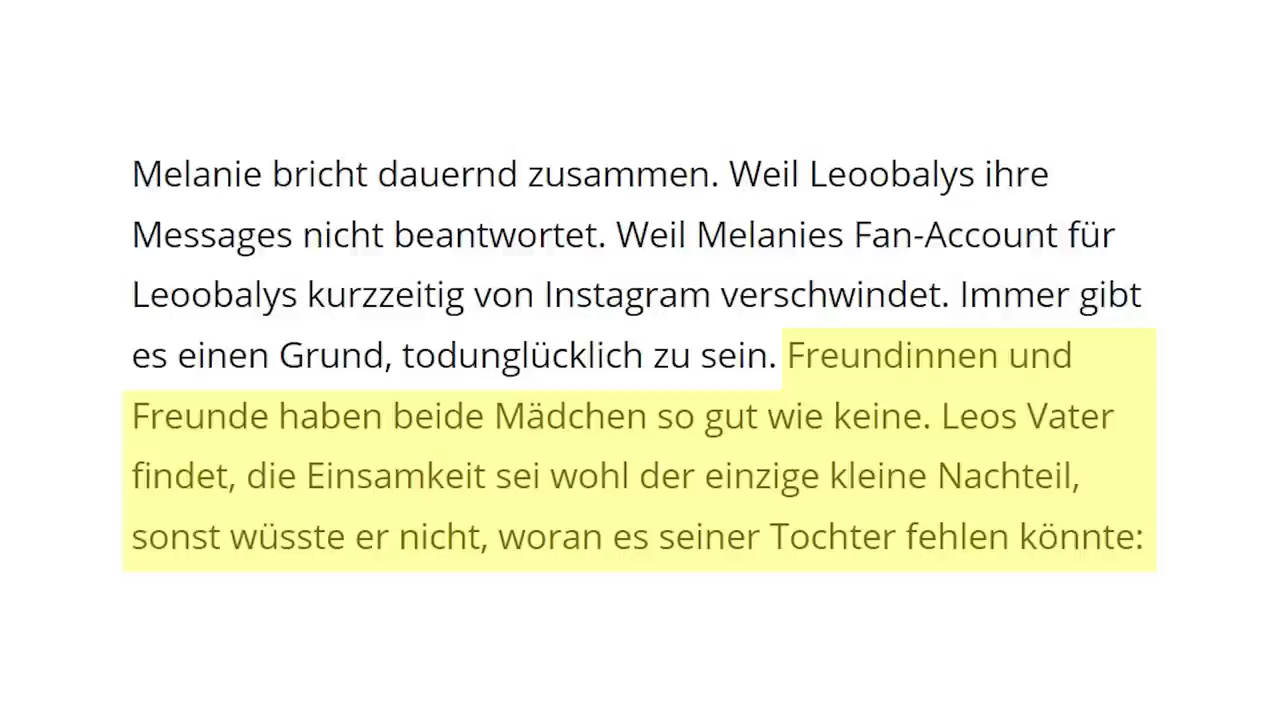 Melanie bricht dauernd zusammen. Weil Leoobalys ihre
Messages nicht beantwortet. Weil Melanies Fan-Account für
Leoobalys kurzzeitig von Instagram verschwindet. Immer gibt
es einen Grund, todunglücklich zu sein. Freundinnen und
Freunde haben beide Mädchen so gut wie keine. Leos Vater
findet, die Einsamkeit sei wohl der einzige kleine Nachteil,
sonst wüsste er nicht, woran es seiner Tochter fehlen könnte: